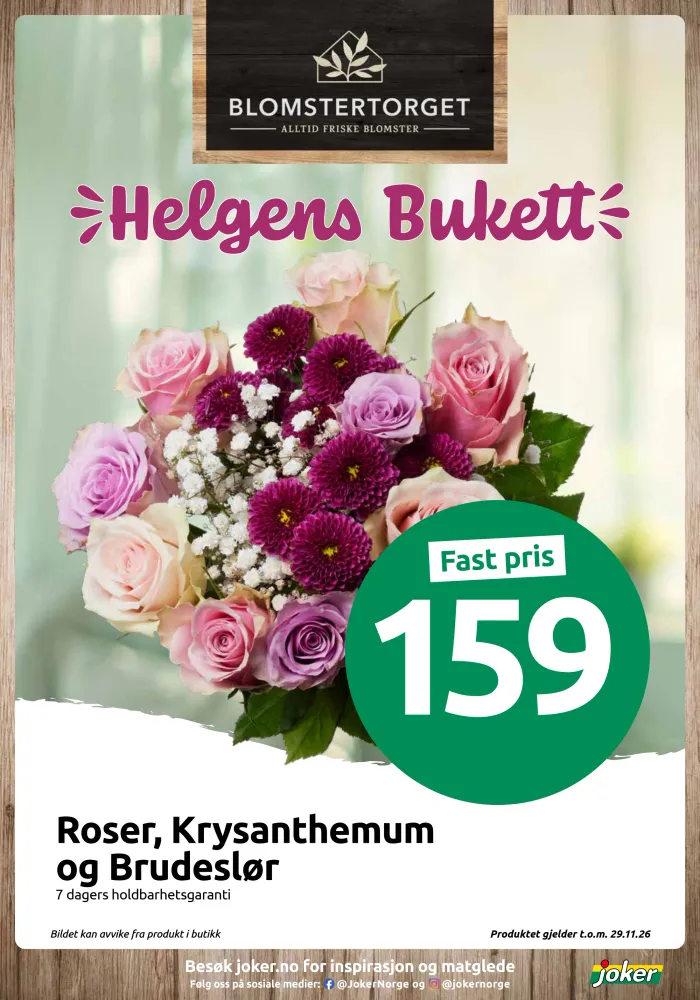 BLOMSTERTORGET
ALLTID FRISKE BLOMSTER
Helgens Bukett
Fast pris
159
Roser, Krysanthemum
og Brudeslør
7 dagers holdbarhetsgaranti
Bildet kan avvike fra produkt i butikk
Produktet gjelder t.o.m. 29.11.26
Besøk joker.no for inspirasjon og matglede
Følg oss på sosiale medier: @JokerNorge og @jokernorge
joker